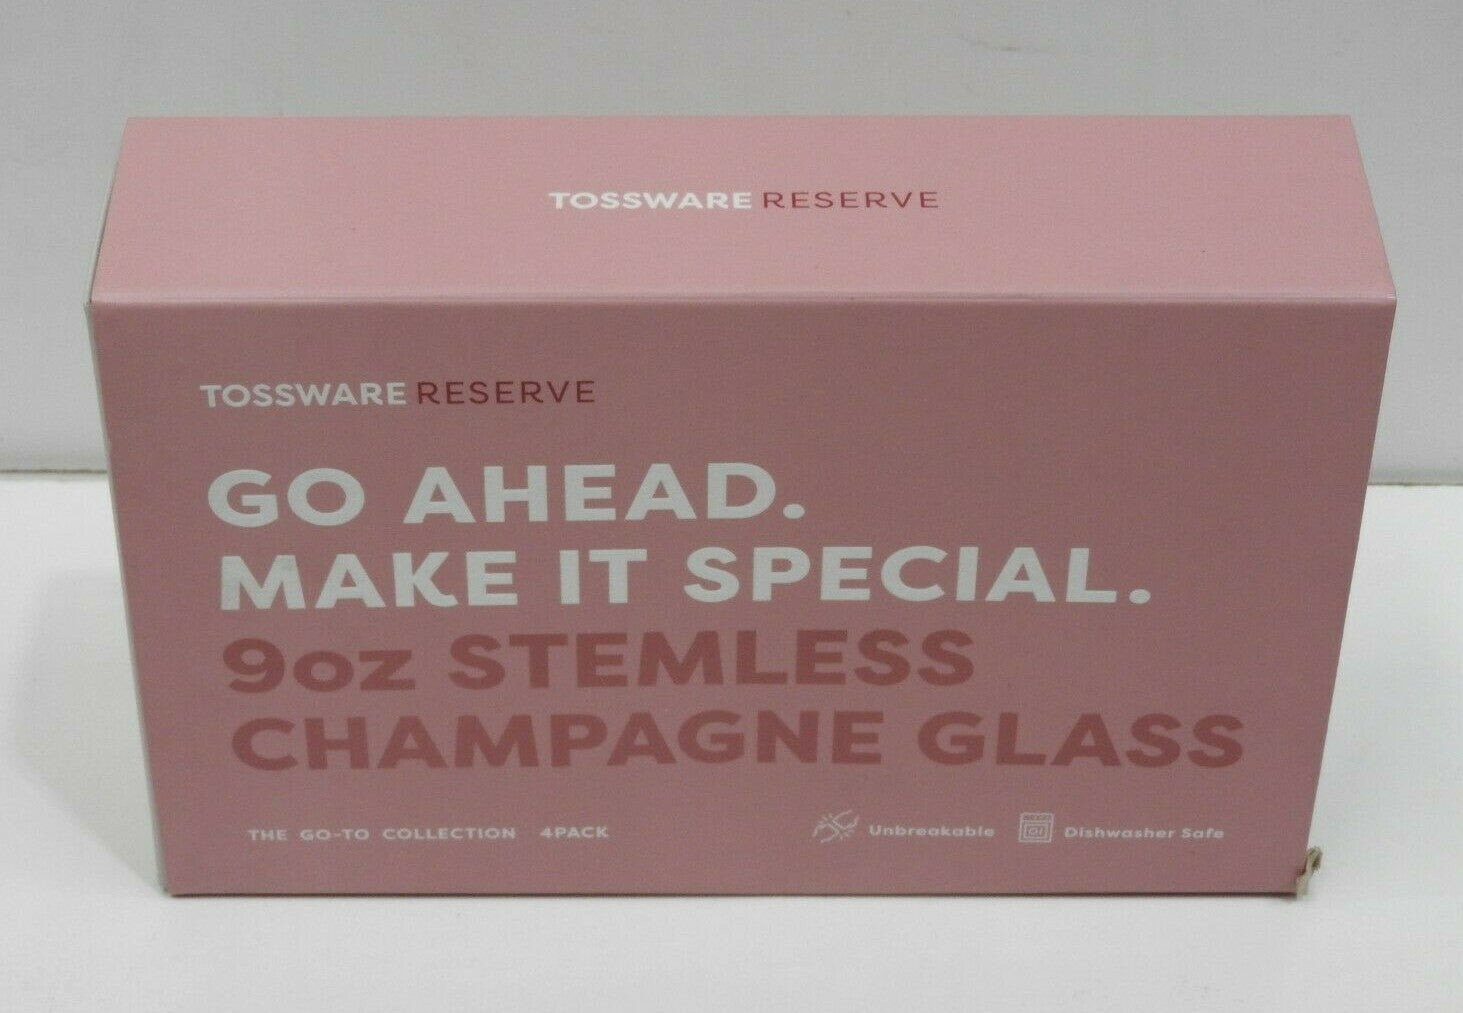 TOSSWARE RESERVE
TOSSWARE RESERVE
GO AHEAD.
MAKE IT SPECIAL.
9oz STEMLESS
CHAMPAGNE GLASS
THE GO-TO COLLECTION 4PACK
Unbreakable Dishwasher Safe